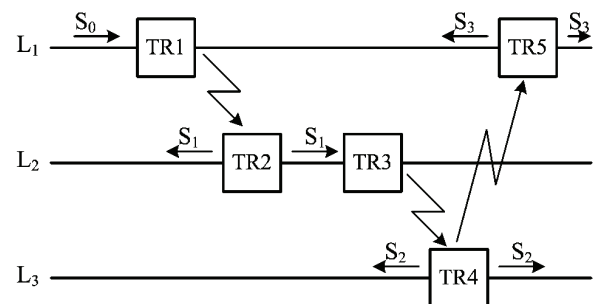 S₀ S₃ S₃
L₁ TR1 TR5
S₁ S₁
L₂ TR2 TR3
S₂ S₂
L₃ TR4